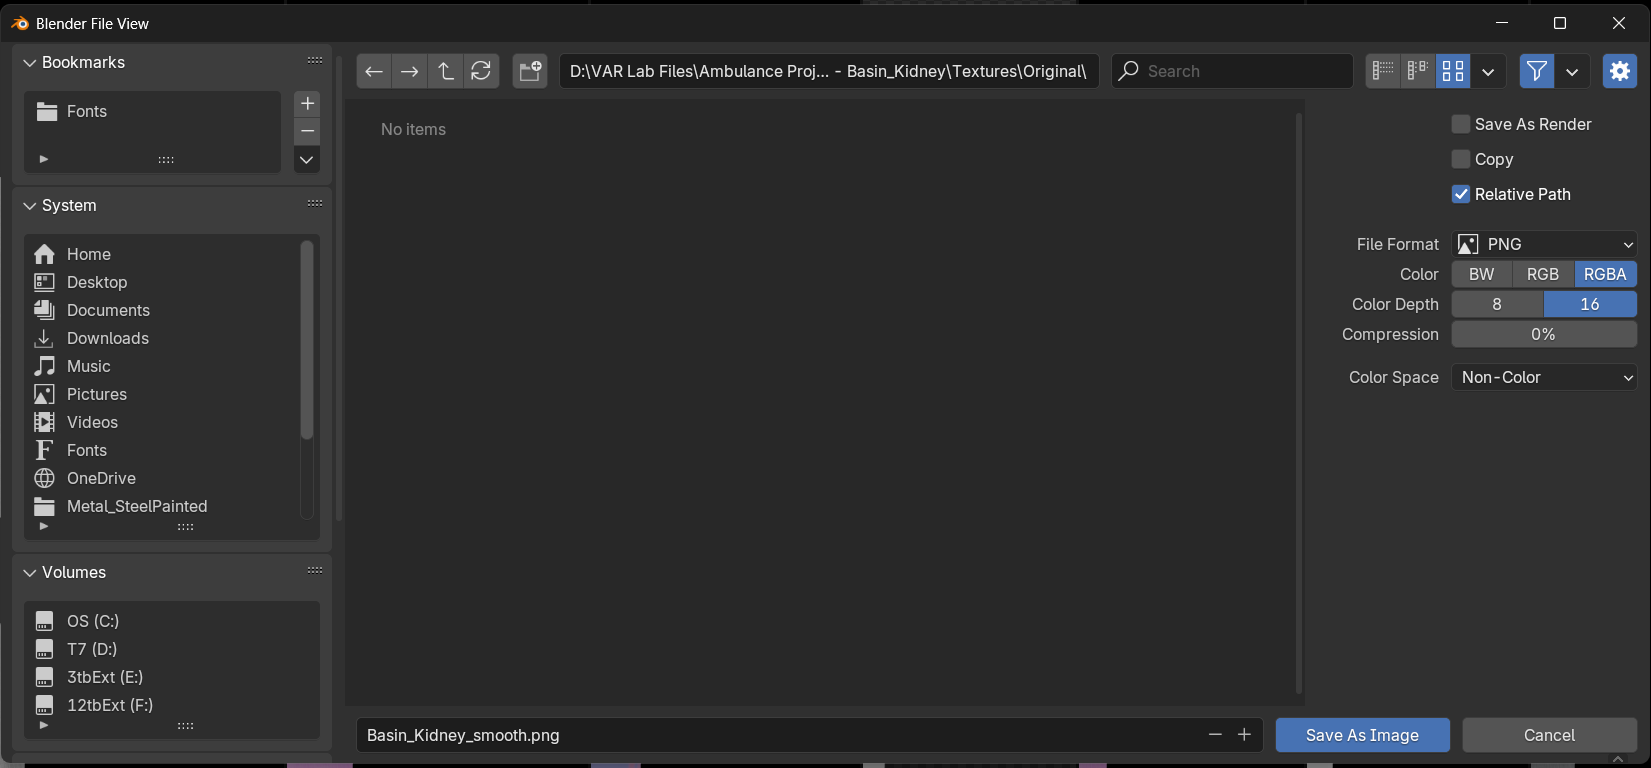 Blender File View
Bookmarks
Fonts
System
Home
Desktop
Documents
Downloads
Music
Pictures
Videos
Fonts
OneDrive
Metal_SteelPainted
Volumes
OS (C:)
T7 (D:)
3tbExt (E:)
12tbExt (F:)
D:\VAR Lab Files\Ambulance Proj... - Basin_Kidney\Textures\Original\
Search
No items
Save As Render
Copy
Relative Path
File Format PNG
Color BW RGB RGBA
Color Depth 8 16
Compression 0%
Color Space Non-Color
Basin_Kidney_smooth.png
Save As Image
Cancel